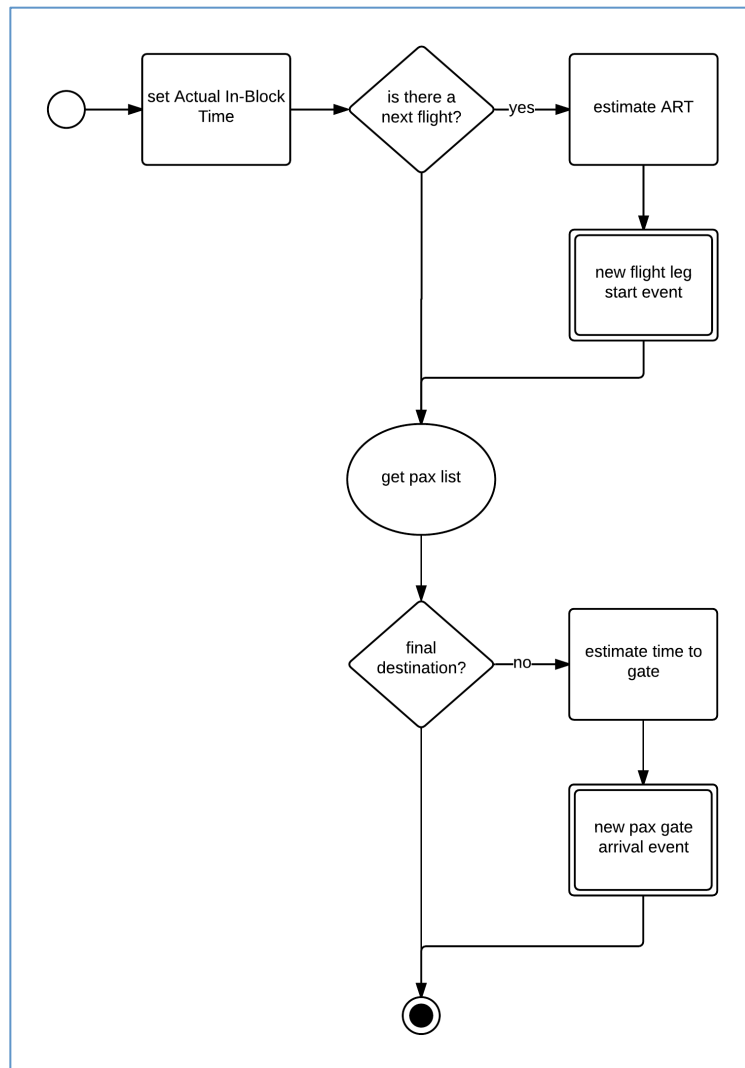 set Actual In-Block
Time
is there a
next flight?
yes
estimate ART
new flight leg
start event
get pax list
final
destination?
no
estimate time to
gate
new pax gate
arrival event